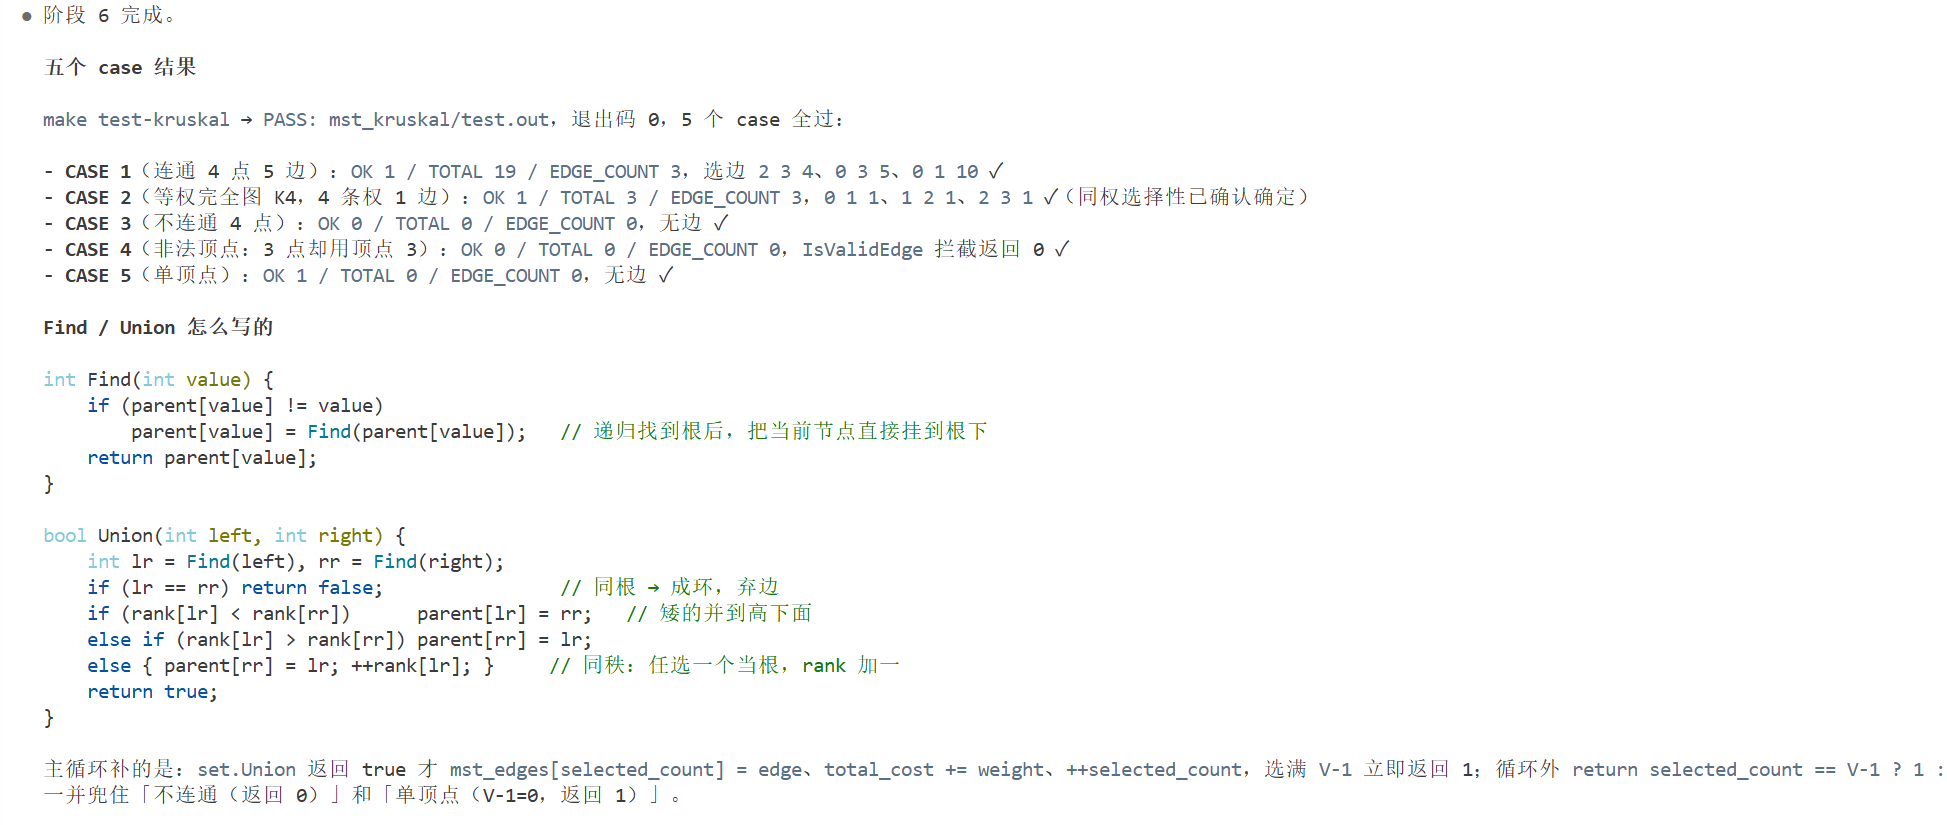 ● 阶段 6 完成。
五个 case 结果
make test-kruskal → PASS: mst_kruskal/test.out，退出码 0，5 个 case 全过：
- CASE 1（连通 4 点 5 边）：OK 1 / TOTAL 19 / EDGE_COUNT 3，选边 2 3 4、0 3 5、0 1 10 ✓
- CASE 2（等权完全图 K4，4 条权 1 边）：OK 1 / TOTAL 3 / EDGE_COUNT 3，0 1 1、1 2 1、2 3 1 ✓（同权选择性已确认确定）
- CASE 3（不连通 4 点）：OK 0 / TOTAL 0 / EDGE_COUNT 0，无边 ✓
- CASE 4（非法顶点：3 点却用顶点 3）：OK 0 / TOTAL 0 / EDGE_COUNT 0，IsValidEdge 拦截返回 0 ✓
- CASE 5（单顶点）：OK 1 / TOTAL 0 / EDGE_COUNT 0，无边 ✓
Find / Union 怎么写的
int Find(int value) {
    if (parent[value] != value)
        parent[value] = Find(parent[value]);   // 递归找到根后，把当前节点直接挂到根下
    return parent[value];
}
bool Union(int left, int right) {
    int lr = Find(left), rr = Find(right);
    if (lr == rr) return false;                // 同根 → 成环，弃边
    if (rank[lr] < rank[rr])      parent[lr] = rr;   // 矮的并到高下面
    else if (rank[lr] > rank[rr]) parent[rr] = lr;
    else { parent[rr] = lr; ++rank[lr]; }     // 同秩：任选一个当根，rank 加一
    return true;
}
主循环补的是：set.Union 返回 true 才 mst_edges[selected_count] = edge、total_cost += weight、++selected_count，选满 V-1 立即返回 1；循环外 return selected_count == V-1 ? 1 :
一并兜住「不连通（返回 0）」和「单顶点（V-1=0，返回 1）」。